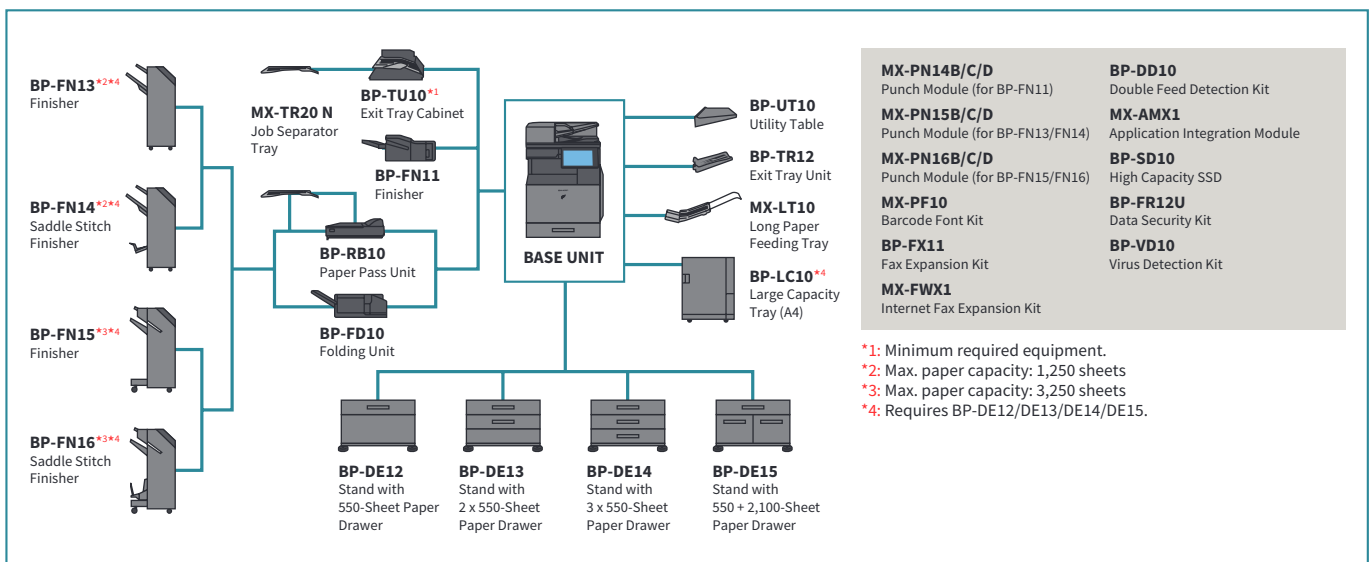 BP-FN13*2*4
Finisher
BP-FN14*2*4
Saddle Stitch
Finisher
BP-FN15*3*4
Finisher
BP-FN16*3*4
Saddle Stitch
Finisher
MX-TR20 N
Job Separator
Tray
BP-TU10*1
Exit Tray Cabinet
BP-FN11
Finisher
BP-RB10
Paper Pass Unit
BP-FD10
Folding Unit
BASE UNIT
BP-UT10
Utility Table
BP-TR12
Exit Tray Unit
MX-LT10
Long Paper
Feeding Tray
BP-LC10*4
Large Capacity
Tray (A4)
BP-DE12
Stand with
550-Sheet Paper
Drawer
BP-DE13
Stand with
2 x 550-Sheet
Paper Drawer
BP-DE14
Stand with
3 x 550-Sheet
Paper Drawer
BP-DE15
Stand with
550 + 2,100-Sheet
Paper Drawer
MX-PN14B/C/D
Punch Module (for BP-FN11)
MX-PN15B/C/D
Punch Module (for BP-FN13/FN14)
MX-PN16B/C/D
Punch Module (for BP-FN15/FN16)
MX-PF10
Barcode Font Kit
BP-FX11
Fax Expansion Kit
MX-FWX1
Internet Fax Expansion Kit
BP-DD10
Double Feed Detection Kit
MX-AMX1
Application Integration Module
BP-SD10
High Capacity SSD
BP-FR12U
Data Security Kit
BP-VD10
Virus Detection Kit
*1: Minimum required equipment.
*2: Max. paper capacity: 1,250 sheets
*3: Max. paper capacity: 3,250 sheets
*4: Requires BP-DE12/DE13/DE14/DE15.